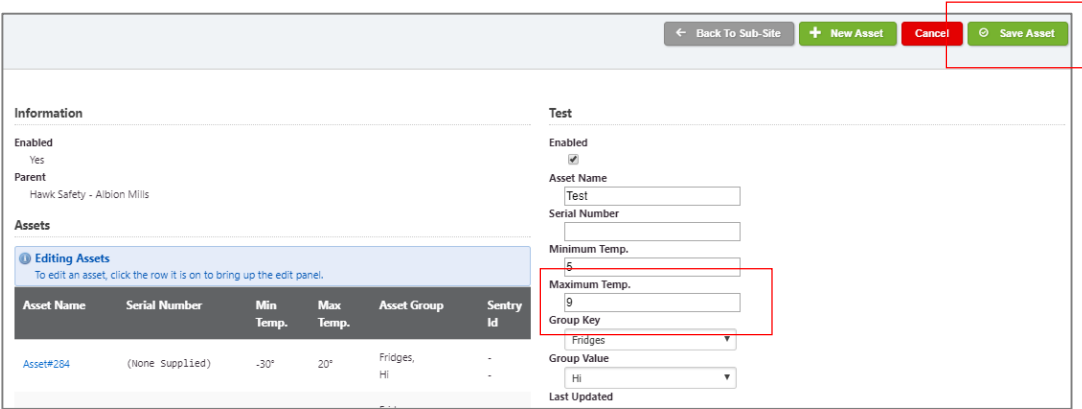 ← Back To Sub-Site + New Asset Cancel Save Asset
Information
Enabled
Yes
Parent
Hawk Safety - Albion Mills
Assets
Editing Assets
To edit an asset, click the row it is on to bring up the edit panel.
Asset Name Serial Number Min Temp. Max Temp. Asset Group Sentry Id
Asset#284 (None Supplied) -30° 20° Fridges, -
Hi -
Test
Enabled
Asset Name
Test
Serial Number
Minimum Temp.
5
Maximum Temp.
9
Group Key
Fridges
Group Value
Hi
Last Updated